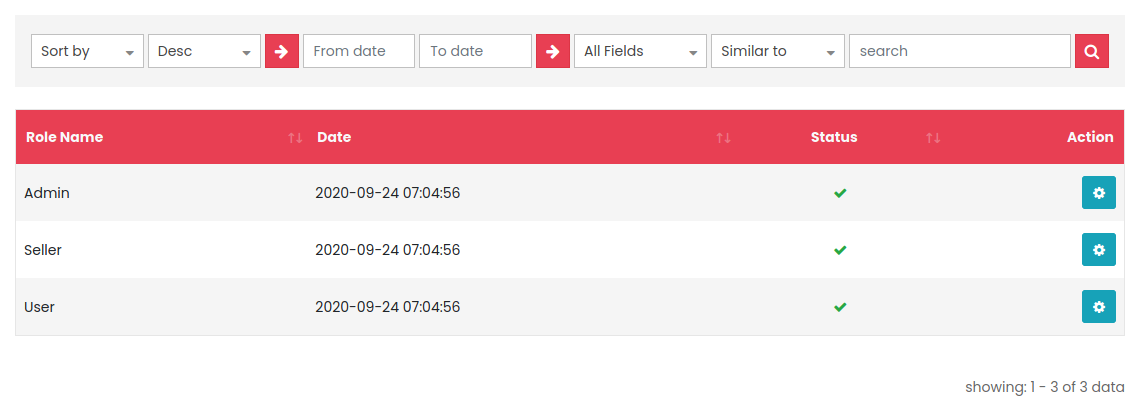 Sort by Desc From date To date All Fields Similar to search
Role Name Date Status Action
Admin 2020-09-24 07:04:56
Seller 2020-09-24 07:04:56
User 2020-09-24 07:04:56
showing: 1 - 3 of 3 data